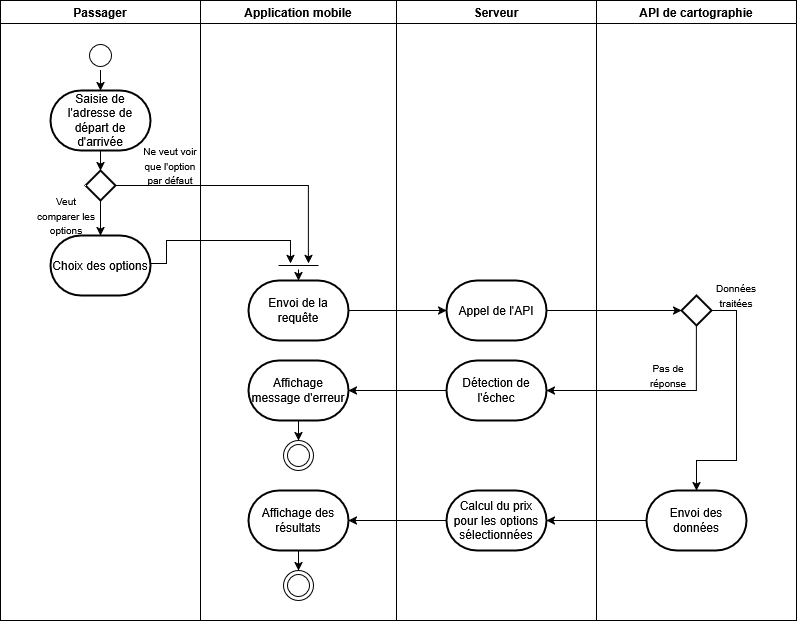 Passager
Application mobile
Serveur
API de cartographie
Saisie de
l'adresse de
départ de
d'arrivée
Ne veut voir
que l'option
par défaut
Veut
comparer les
options
Choix des options
Envoi de la
requête
Appel de l'API
Données
traitées
Pas de
réponse
Affichage
message d'erreur
Détection de
l'échec
Affichage des
résultats
Calcul du prix
pour les options
sélectionnées
Envoi des
données